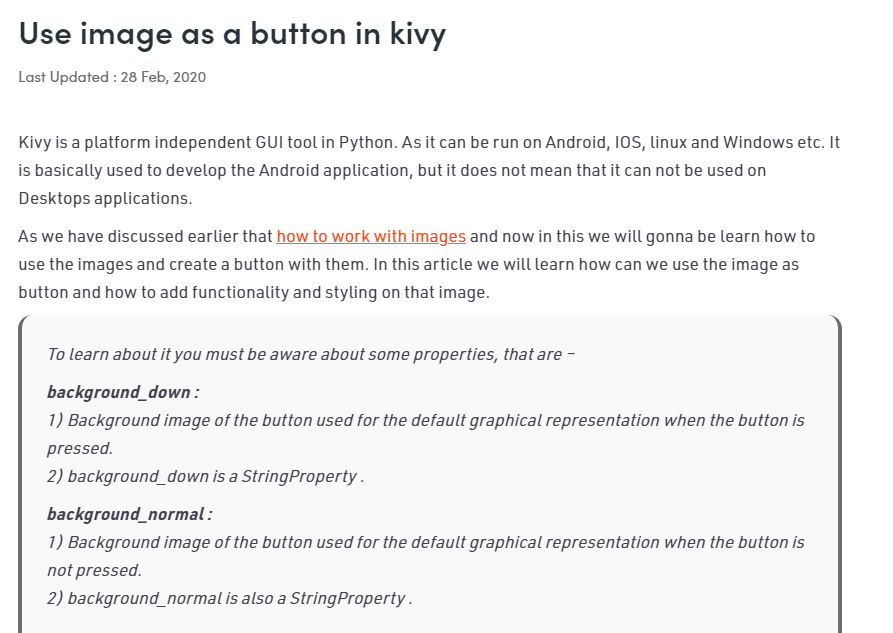 Use image as a button in kivy
Last Updated : 28 Feb, 2020
Kivy is a platform independent GUI tool in Python. As it can be run on Android, IOS, linux and Windows etc. It
is basically used to develop the Android application, but it does not mean that it can not be used on
Desktops applications.
As we have discussed earlier that how to work with images and now in this we will gonna be learn how to
use the images and create a button with them. In this article we will learn how can we use the image as
button and how to add functionality and styling on that image.
To learn about it you must be aware about some properties, that are –
background_down :
1) Background image of the button used for the default graphical representation when the button is
pressed.
2) background_down is a StringProperty .
background_normal :
1) Background image of the button used for the default graphical representation when the button is
not pressed.
2) background_normal is also a StringProperty .